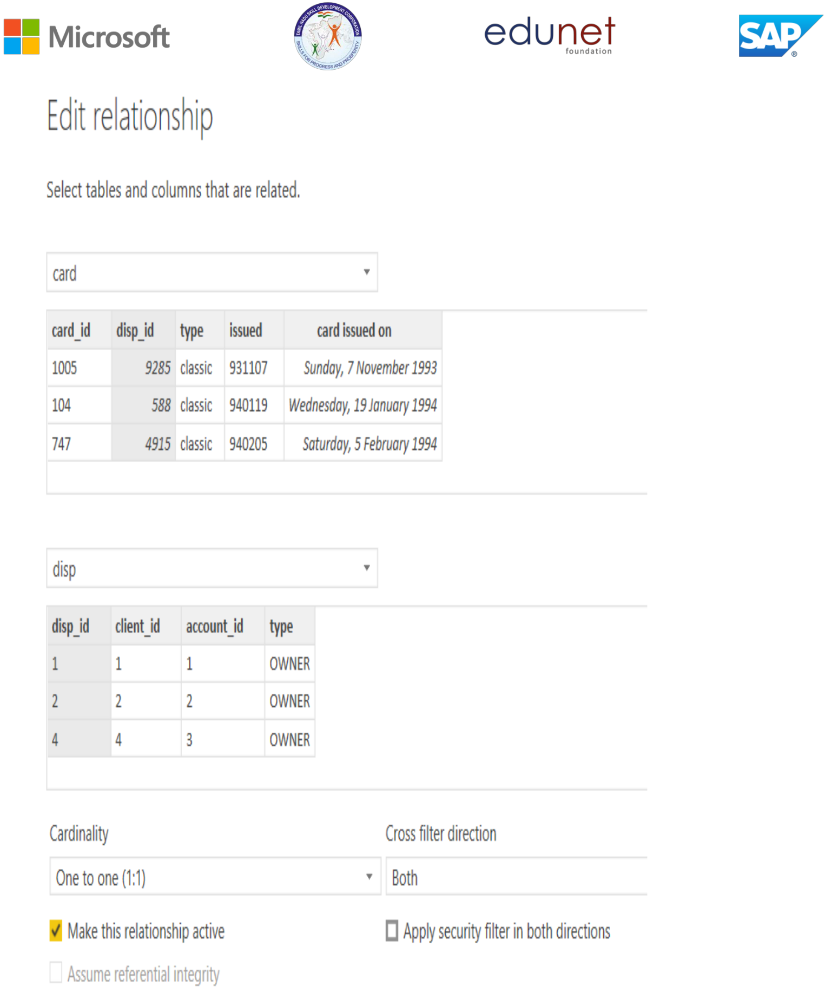 Microsoft
TAMIL NADU SKILL DEVELOPMENT CORPORATION
SKILLS FOR PROGRESS AND PROSPERITY
edunet
foundation
SAP
®
Edit relationship
Select tables and columns that are related.
card
card_id disp_id type issued card issued on
1005 9285 classic 931107 Sunday, 7 November 1993
104 588 classic 940119 Wednesday, 19 January 1994
747 4915 classic 940205 Saturday, 5 February 1994
disp
disp_id client_id account_id type
1 1 1 OWNER
2 2 2 OWNER
4 4 3 OWNER
Cardinality Cross filter direction
One to one (1:1) Both
Make this relationship active Apply security filter in both directions
Assume referential integrity